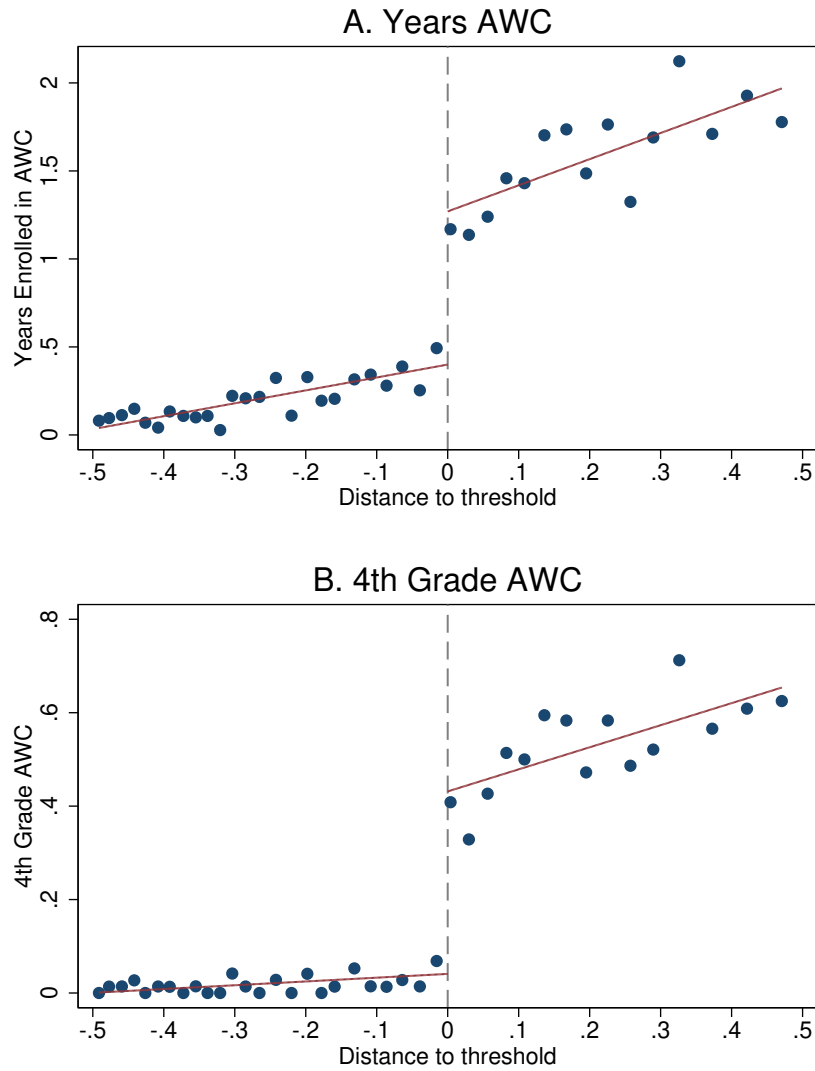 A. Years AWC
Years Enrolled in AWC
2
1.5
1
.5
0
-.5 -.4 -.3 -.2 -.1 0 .1 .2 .3 .4 .5
Distance to threshold
B. 4th Grade AWC
4th Grade AWC
.8
.6
.4
.2
0
-.5 -.4 -.3 -.2 -.1 0 .1 .2 .3 .4 .5
Distance to threshold